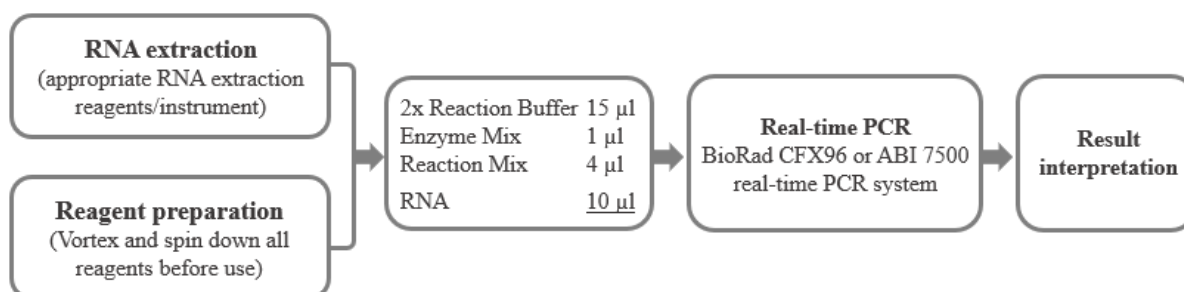 RNA extraction
(appropriate RNA extraction
reagents/instrument)
Reagent preparation
(Vortex and spin down all
reagents before use)
2x Reaction Buffer 15 µl
Enzyme Mix 1 µl
Reaction Mix 4 µl
RNA 10 µl
Real-time PCR
BioRad CFX96 or ABI 7500
real-time PCR system
Result
interpretation